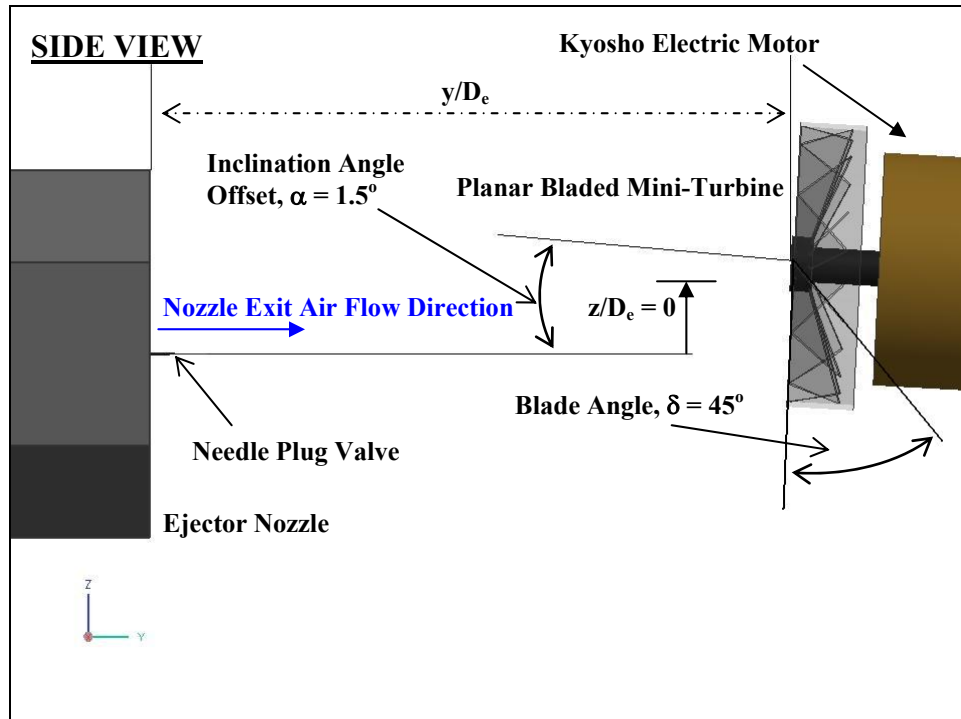 SIDE VIEW
Kyosho Electric Motor
y/Dₑ
Inclination Angle
Offset, α = 1.5°
Planar Bladed Mini-Turbine
Nozzle Exit Air Flow Direction
z/Dₑ = 0
Blade Angle, δ = 45°
Needle Plug Valve
Ejector Nozzle
Z
Y